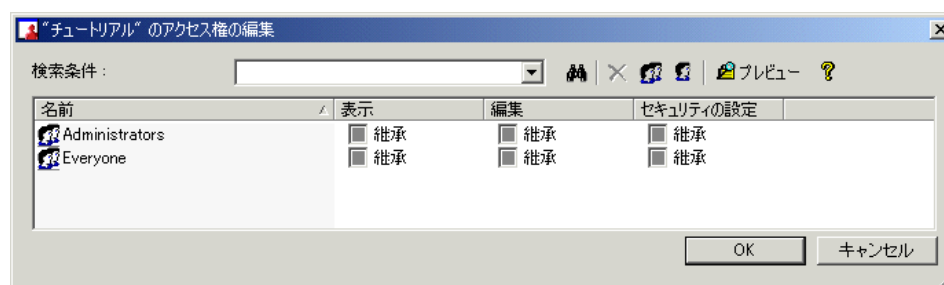 “チュートリアル“ のアクセス権の編集
検索条件： プレビュー
名前 表示 編集 セキュリティの設定
Administrators 継承 継承 継承
Everyone 継承 継承 継承
OK キャンセル